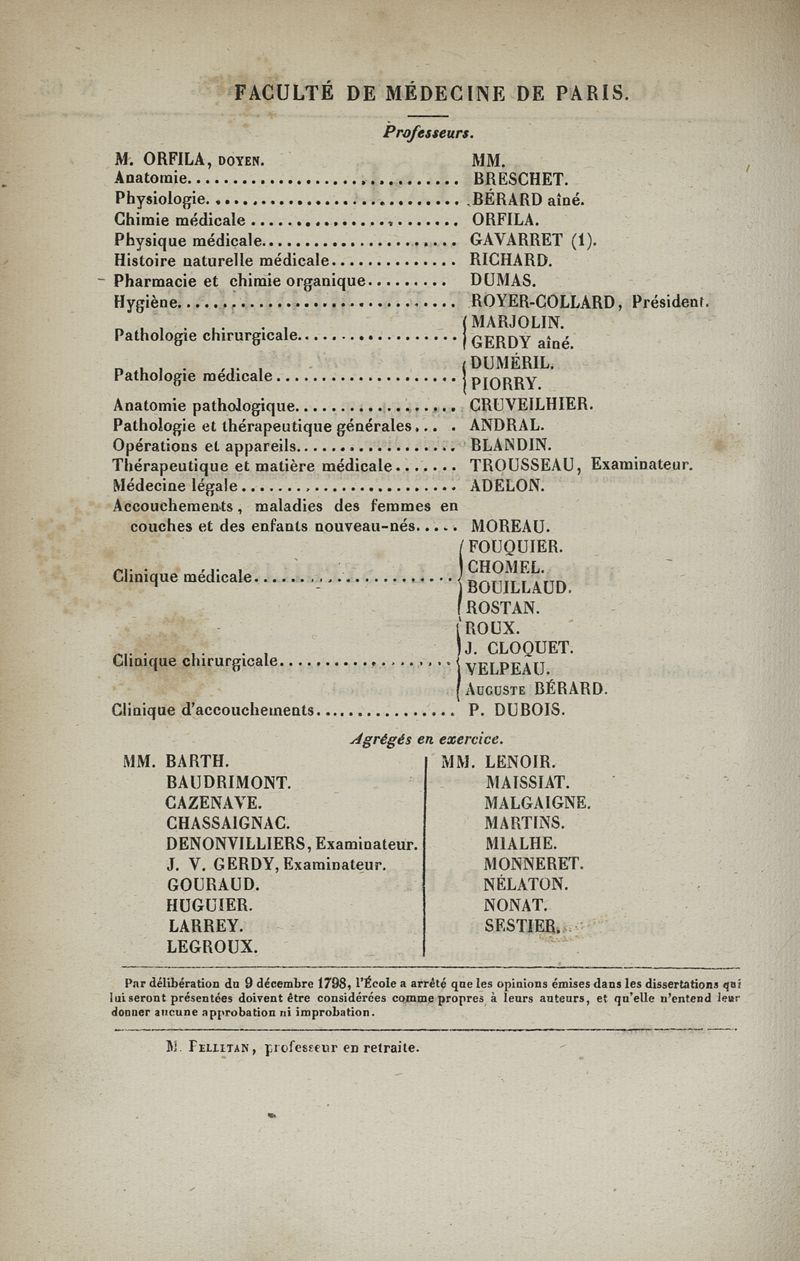 FACULTÉ DE MÉDECINE DE PARIS.
Professeurs.
M. ORFILA, DOYEN. MM.
Anatomie.............................. BRESCHET.
Physiologie............................ BÉRARD aîné.
Chimie médicale ....................... ORFILA.
Physique médicale...................... GAVARRET (1).
Histoire naturelle médicale.............. RICHARD.
Pharmacie et chimie organique......... DUMAS.
Hygiène............................... ROYER-COLLARD, Président.
Pathologie chirurgicale.................. { MARJOLIN.
GERDY aîné.
Pathologie médicale .................... { DUMÉRIL.
PIORRY.
Anatomie pathologique.................. CRUVEILHIER.
Pathologie et thérapeutique générales... . ANDRAL.
Opérations et appareils.................. BLANDIN.
Thérapeutique et matière médicale....... TROUSSEAU, Examinateur.
Médecine légale ........................ ADELON.
Accouchements, maladies des femmes en
couches et des enfants nouveau-nés..... MOREAU.
Clinique médicale....................... { FOUQUIER.
CHOMEL.
BOUILLAUD.
ROSTAN.
Clinique chirurgicale.................... { ROUX.
J. CLOQUET.
VELPEAU.
AUGUSTE BÉRARD.
Clinique d'accouchements................ P. DUBOIS.
Agrégés en exercice.
MM. BARTH.
BAUDRIMONT.
CAZENAVE.
CHASSAIGNAC.
DENONVILLIERS, Examinateur.
J. V. GERDY, Examinateur.
GOURAUD.
HUGUIER.
LARREY.
LEGROUX.
MM. LENOIR.
MAISSIAT.
MALGAIGNE.
MARTINS.
MIALHE.
MONNERET.
NÉLATON.
NONAT.
SESTIER.
Par délibération du 9 décembre 1798, l'École a arrêté que les opinions émises dans les dissertations qui
lui seront présentées doivent être considérées comme propres à leurs auteurs, et qu'elle n'entend leur
donner aucune approbation ni improbation.
M. PELLETAN, professeur en retraite.